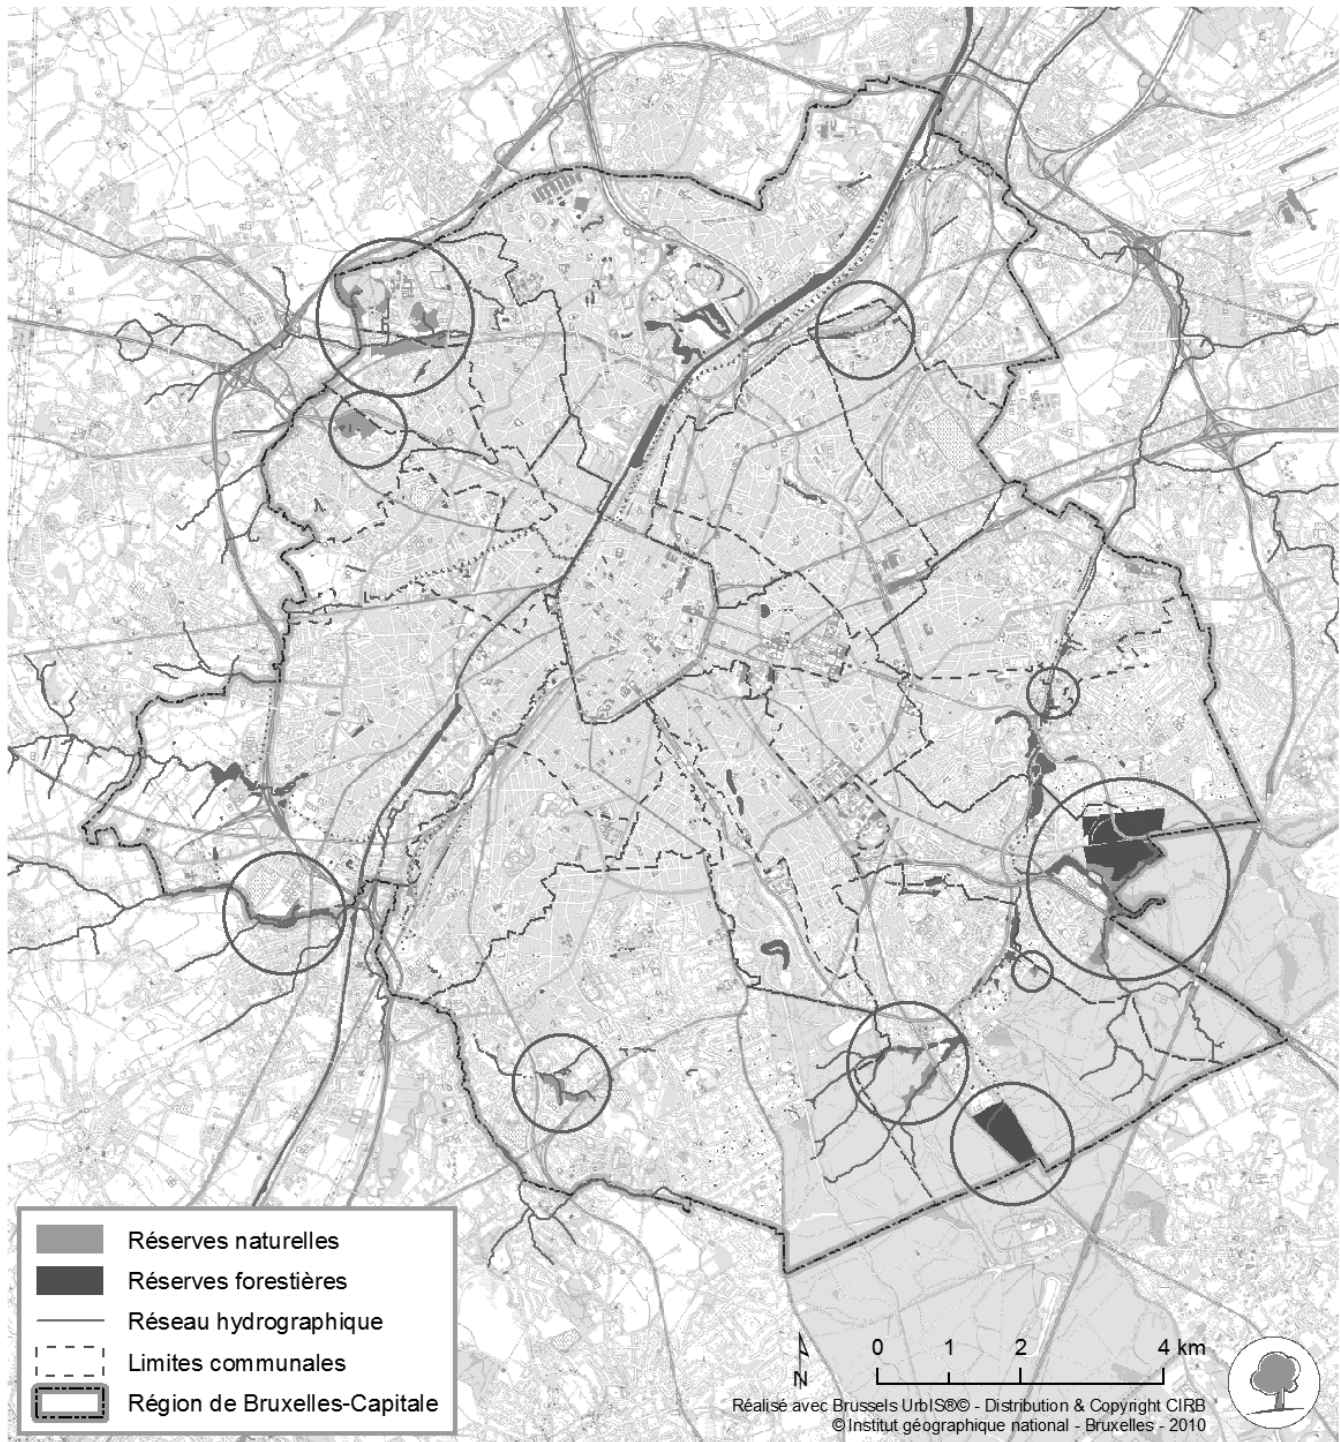 Réserves naturelles
Réserves forestières
Réseau hydrographique
Limites communales
Région de Bruxelles-Capitale
0 1 2 4 km
N
Réalisé avec Brussels UrbIS®© - Distribution & Copyright CIRB
© Institut géographique national - Bruxelles - 2010